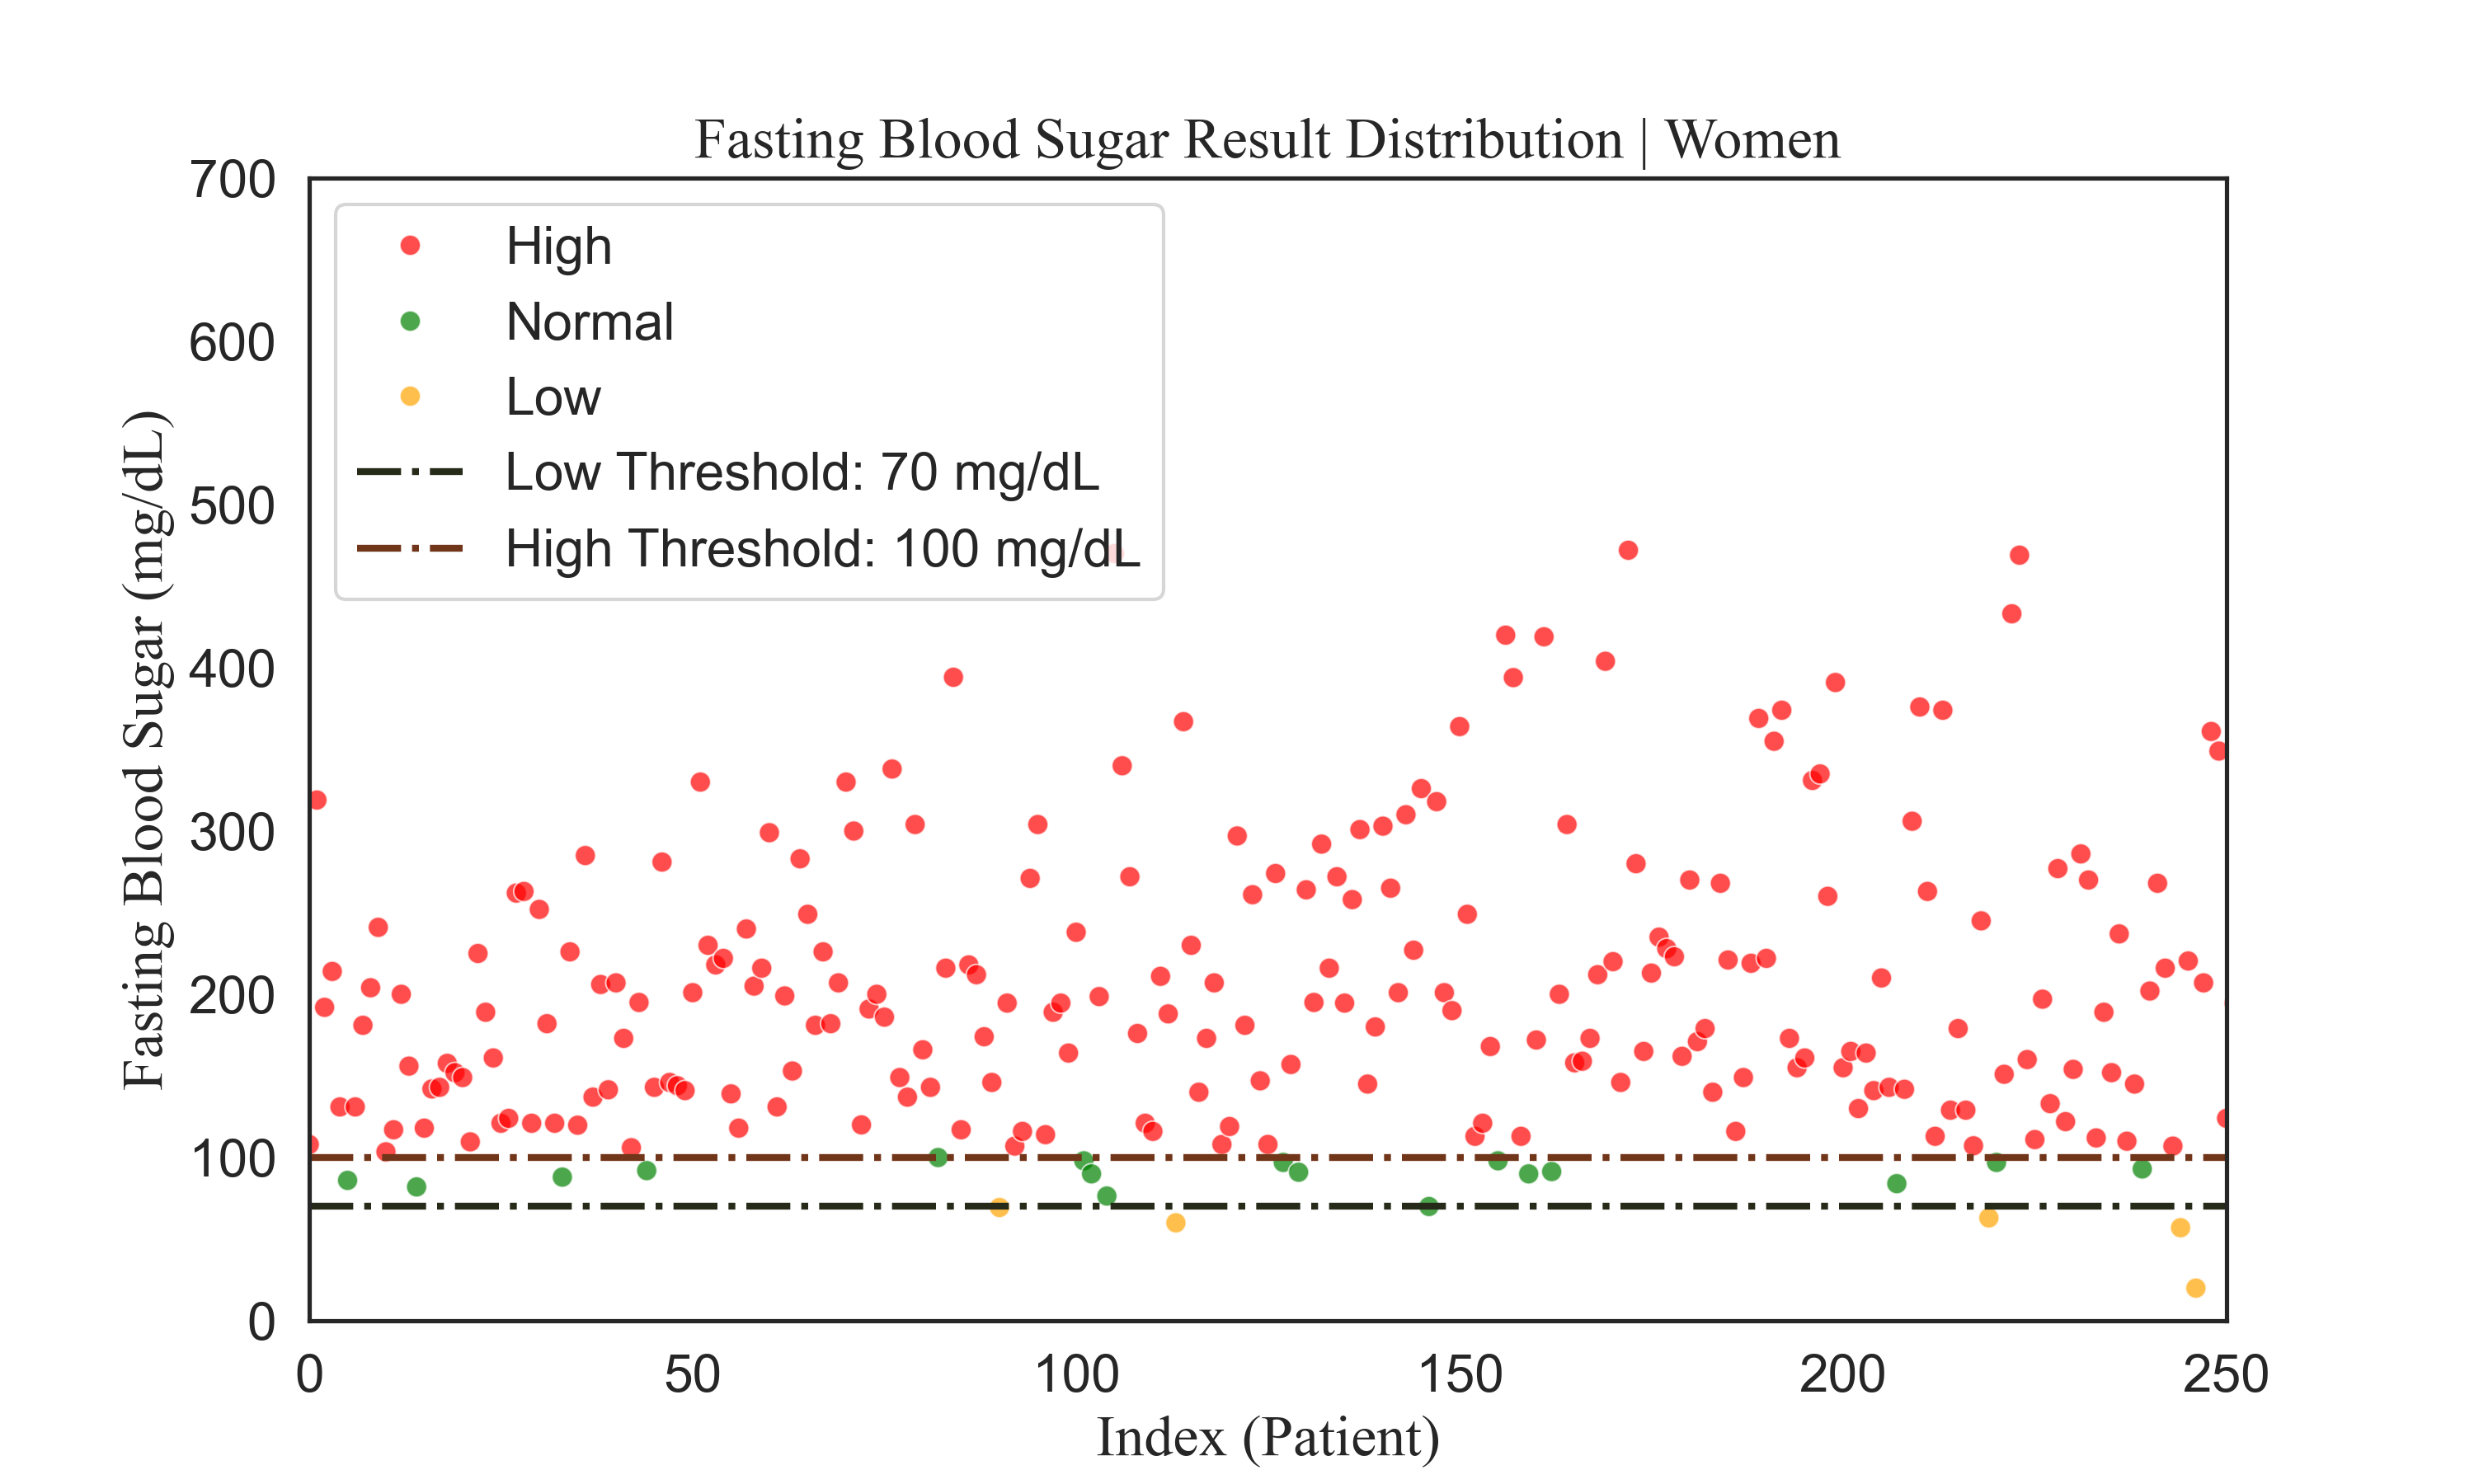 Fasting Blood Sugar Result Distribution | Women
700
600
500
400
300
200
100
0
Fasting Blood Sugar (mg/dL)
High
Normal
Low
Low Threshold: 70 mg/dL
High Threshold: 100 mg/dL
0 50 100 150 200 250
Index (Patient)